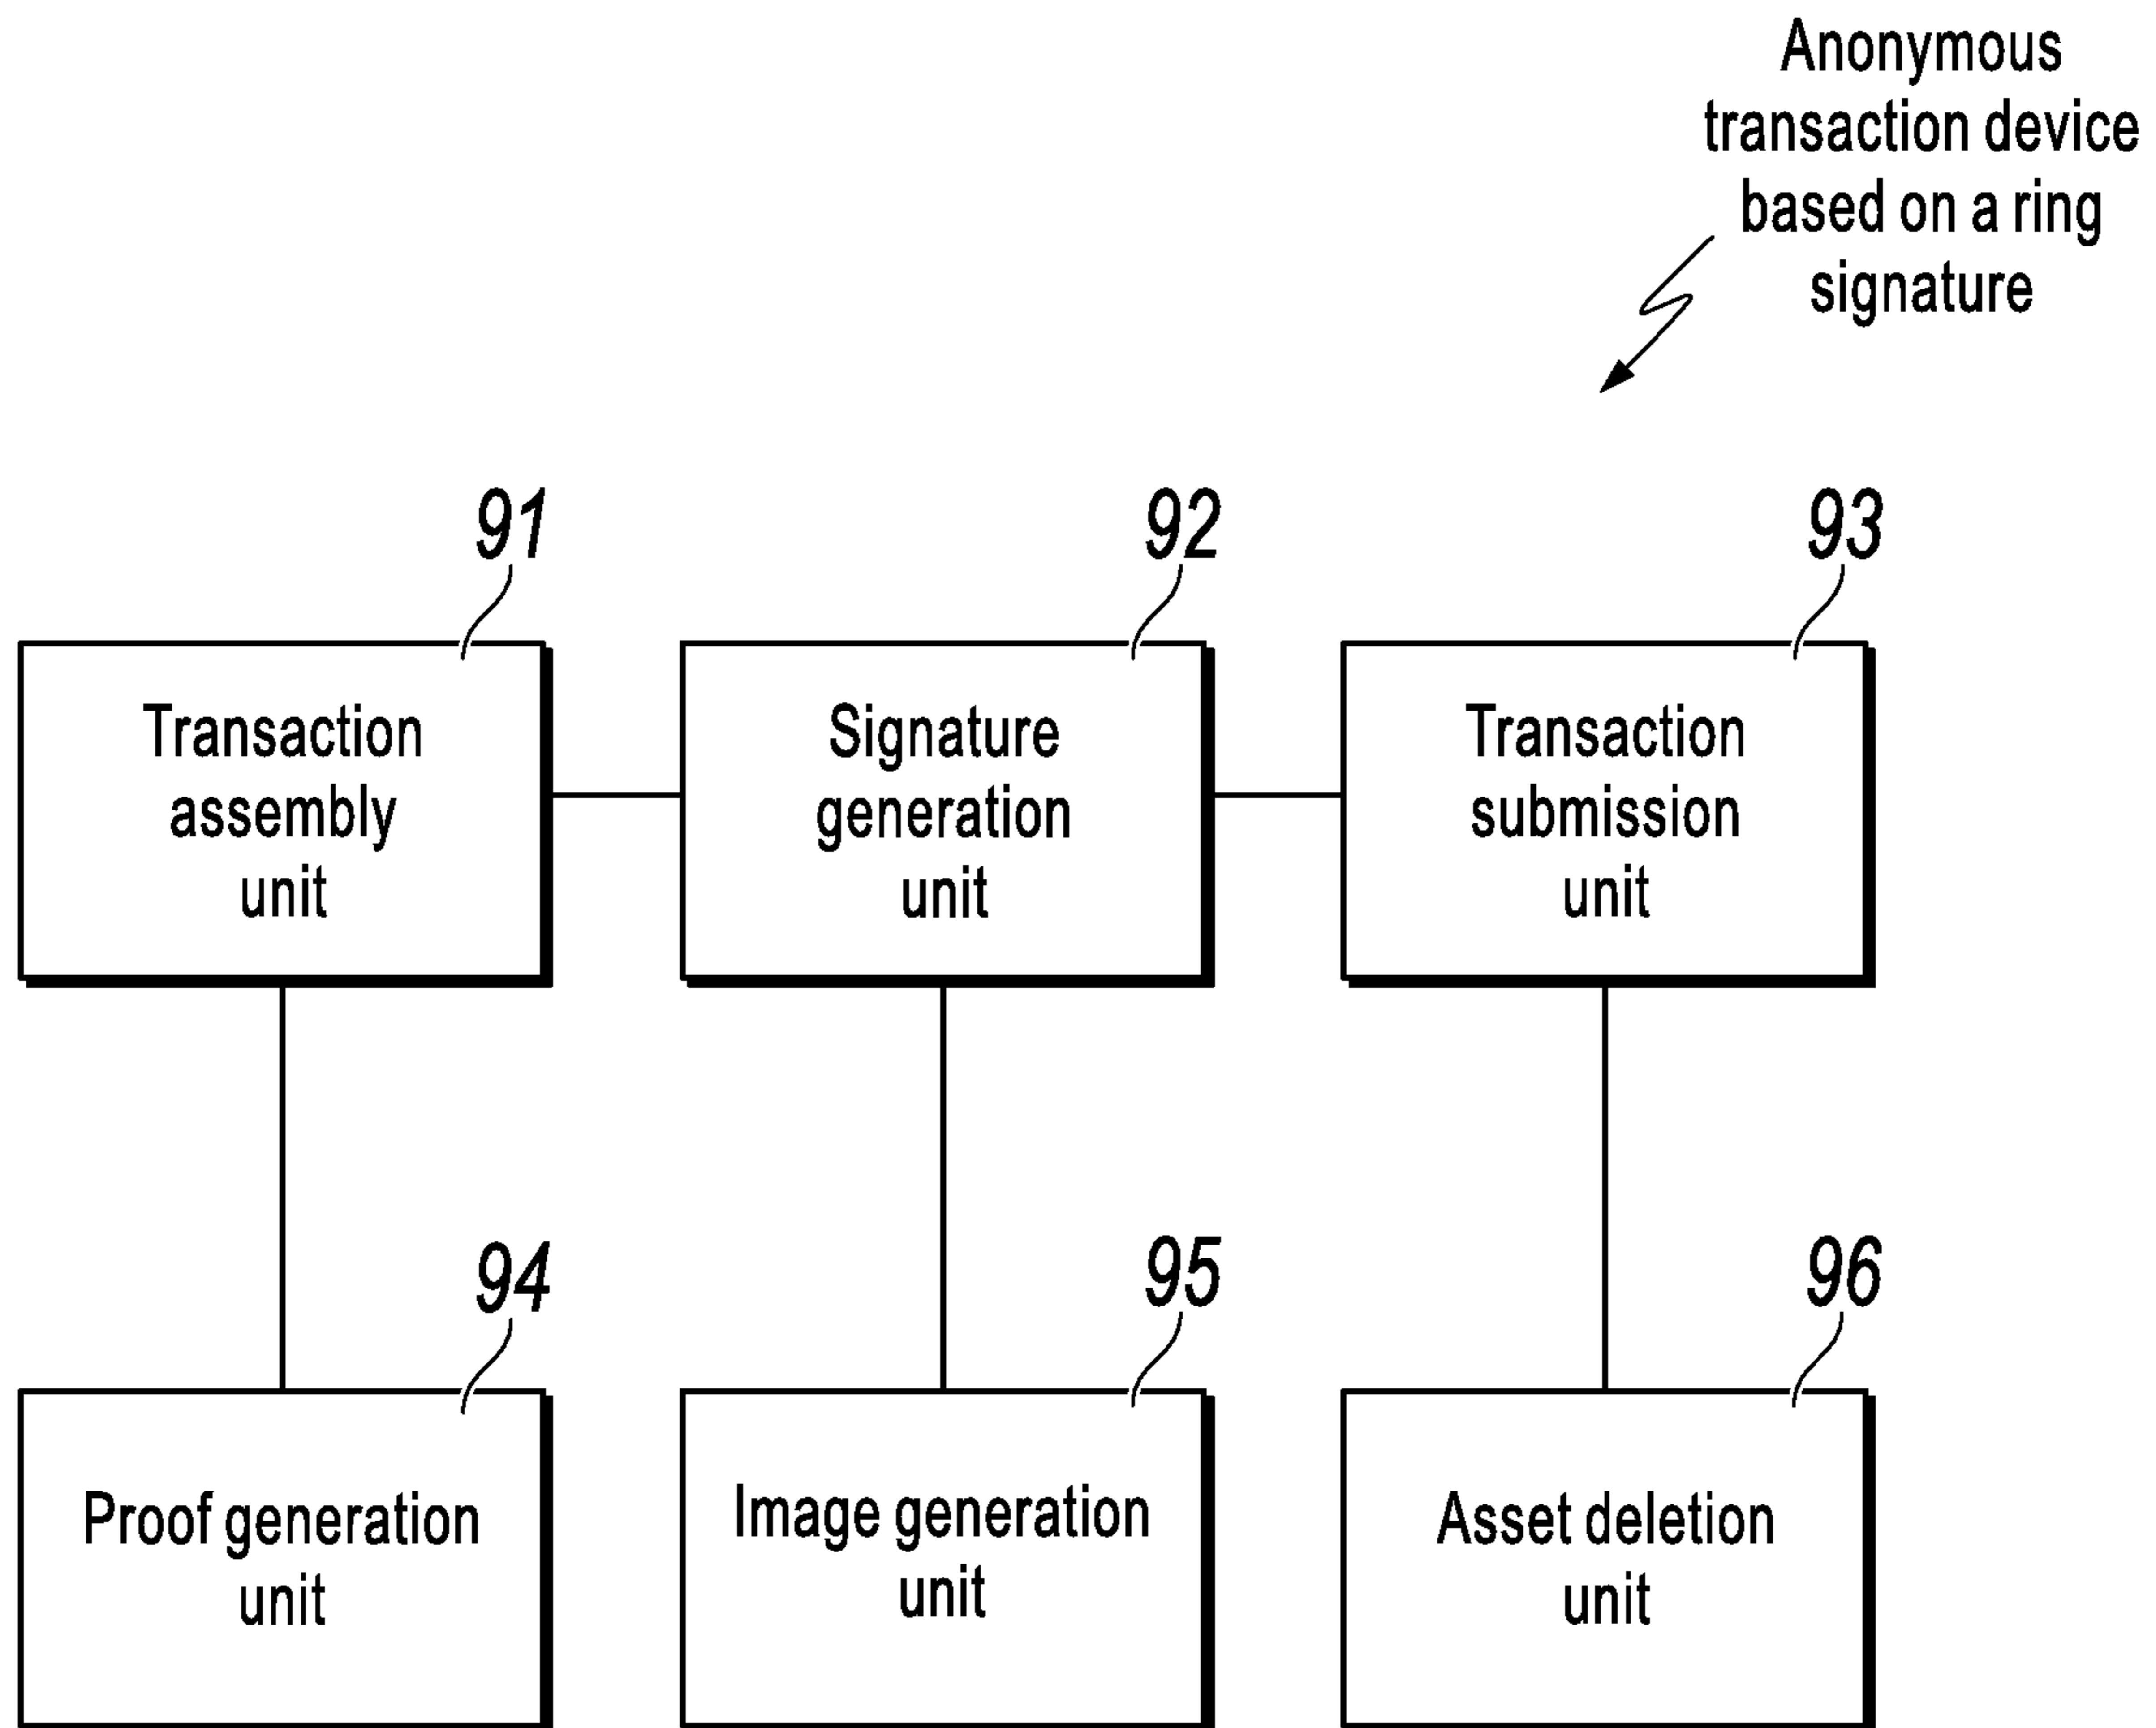 Anonymous
transaction device
based on a ring
signature
91
92
93
Transaction
assembly
unit
Signature
generation
unit
Transaction
submission
unit
94
95
96
Proof generation
unit
Image generation
unit
Asset deletion
unit